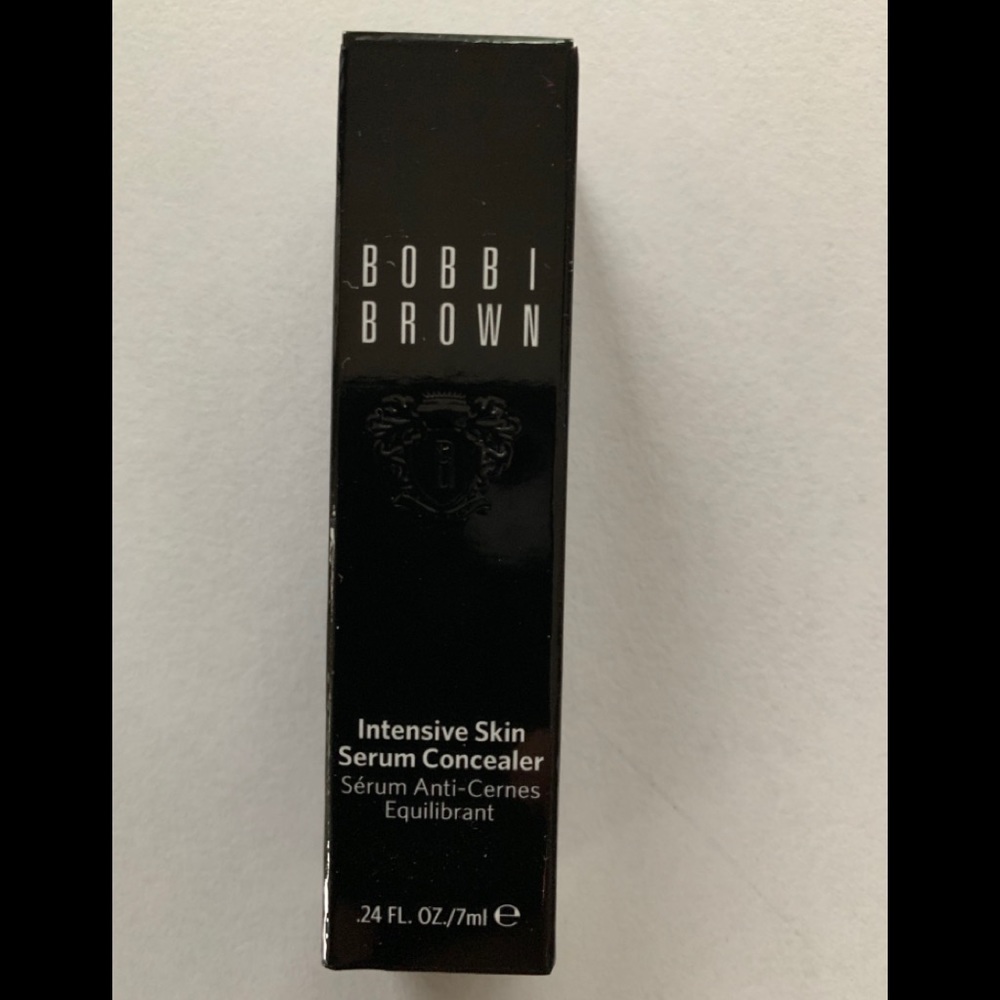 BOBBI
BROWN
Intensive Skin
Serum Concealer
Sérum Anti-Cernes
Equilibrant
.24 FL. OZ./7ml ℮